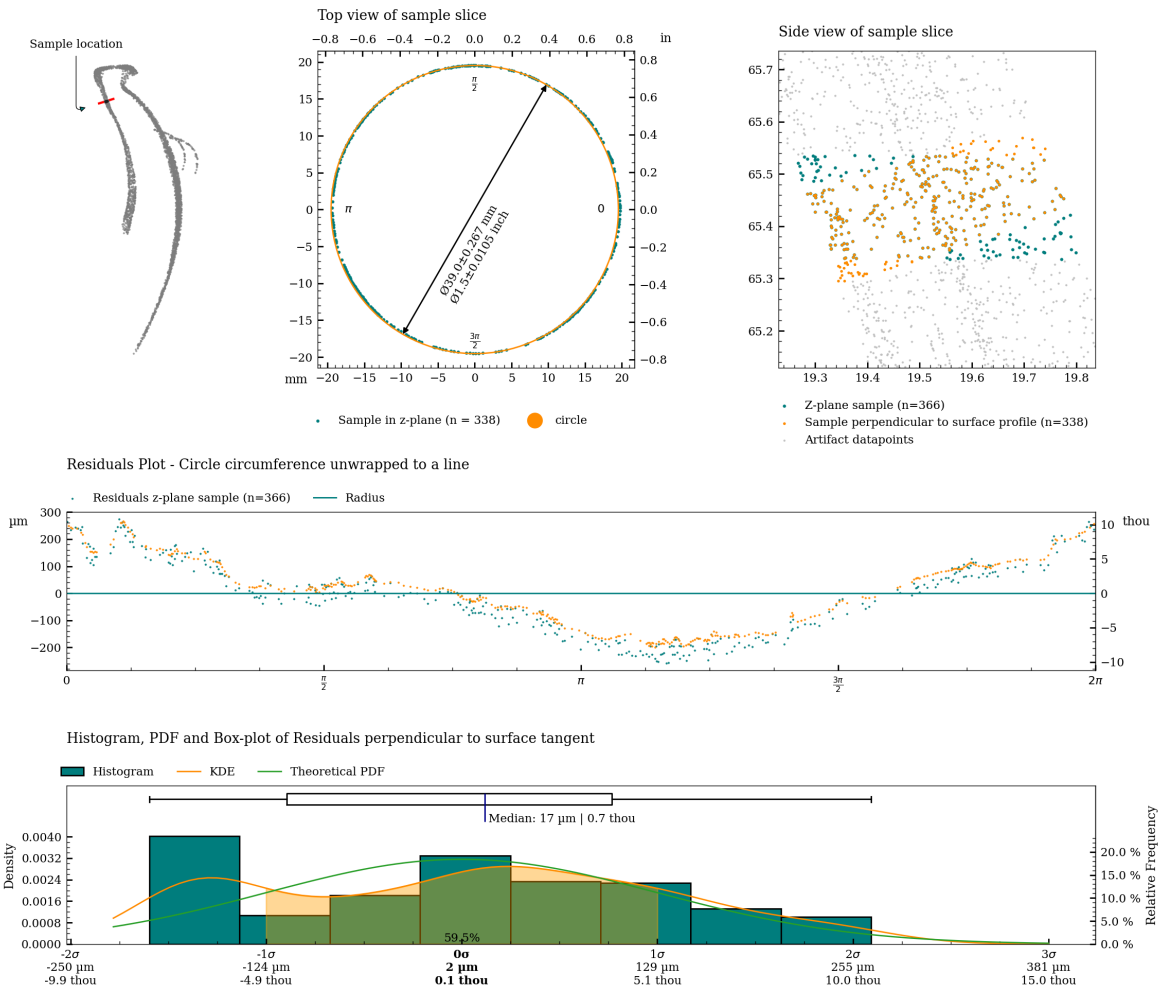 Top view of sample slice
Side view of sample slice
Sample location
−0.8 −0.6 −0.4 −0.2 0.0 0.2 0.4 0.6 0.8 in
20 15 10 5 0 −5 −10 −15 −20
mm
0.8 0.6 0.4 0.2 0.0 −0.2 −0.4 −0.6 −0.8
π/2
π
0
3π/2
Ø39.0±0.267 mm
Ø1.5±0.0105 inch
−20 −15 −10 −5 0 5 10 15 20
Sample in z-plane (n = 338) circle
65.7
65.6
65.5
65.4
65.3
65.2
19.3 19.4 19.5 19.6 19.7 19.8
Z-plane sample (n=366)
Sample perpendicular to surface profile (n=338)
Artifact datapoints
Residuals Plot - Circle circumference unwrapped to a line
Residuals z-plane sample (n=366) Radius
µm
300
200
100
0
−100
−200
thou
10
5
0
−5
−10
0 π/2 π 3π/2 2π
Histogram, PDF and Box-plot of Residuals perpendicular to surface tangent
Histogram KDE Theoretical PDF
Median: 17 µm | 0.7 thou
Density
0.0040
0.0032
0.0024
0.0016
0.0008
0.0000
Relative Frequency
20.0 %
15.0 %
10.0 %
5.0 %
0.0 %
59.5%
-2σ -1σ 0σ 1σ 2σ 3σ
-250 µm -124 µm 2 µm 129 µm 255 µm 381 µm
-9.9 thou -4.9 thou 0.1 thou 5.1 thou 10.0 thou 15.0 thou